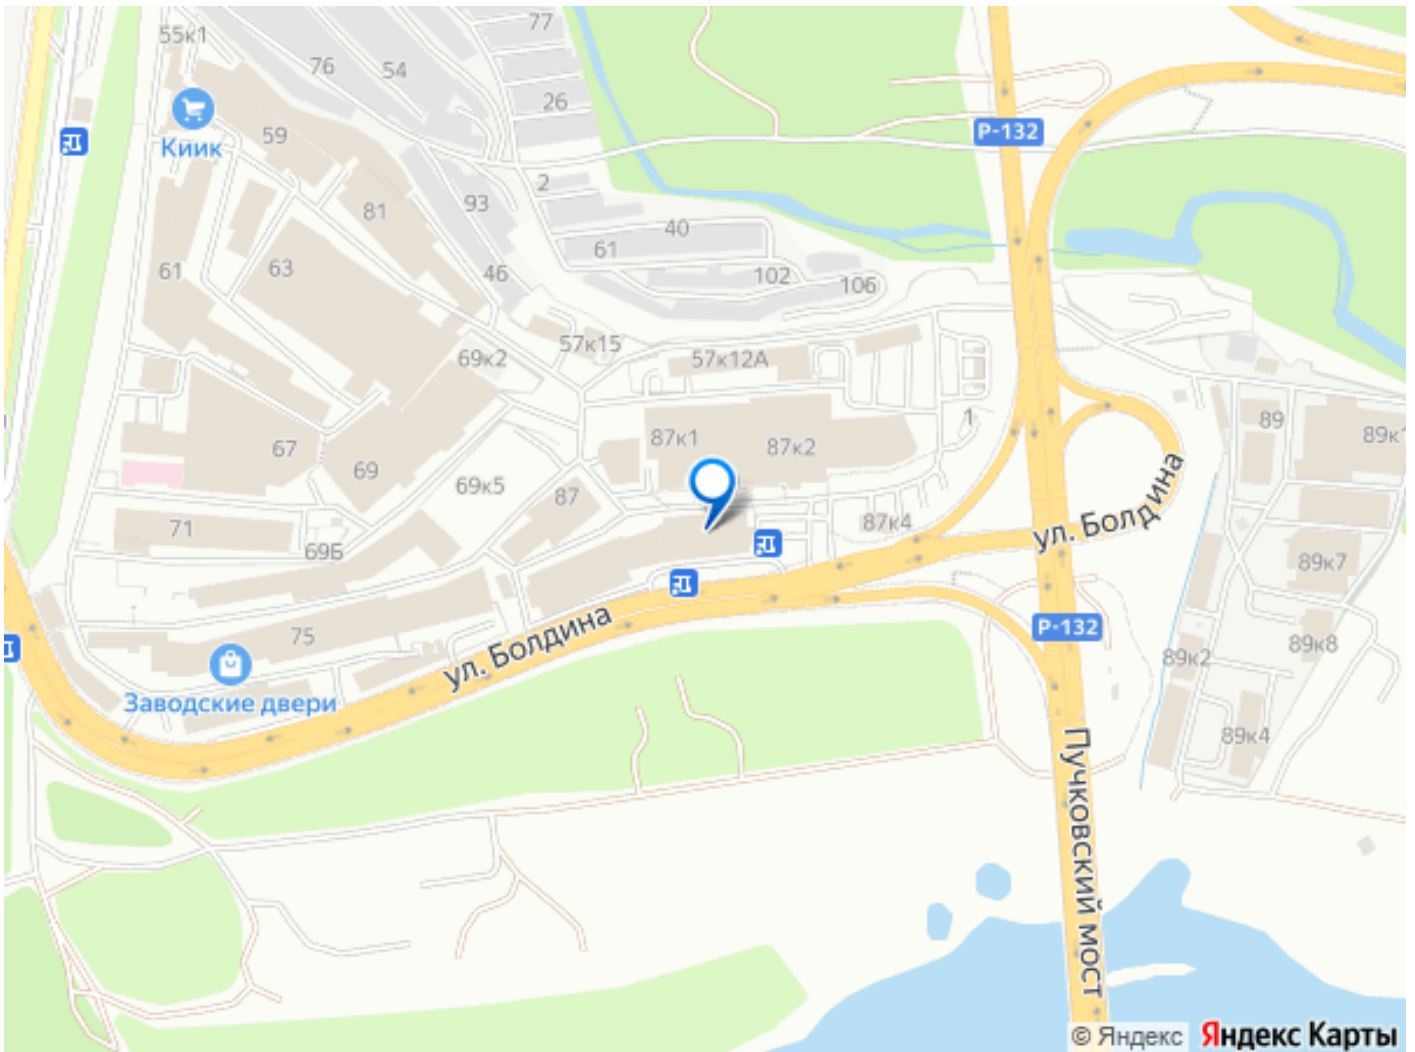 77
55к1
76
54
26
Р-132
59
Киик
2
93
81
40
61
61
63
46
102
106
57к15
69к2
57к12А
1
89
89к1
87к1
87к2
67
69
69к5
87
ул. Болдина
71
69Б
87к4
89к7
75
ул. Болдина
Р-132
89к2
89к8
Заводские двери
89к4
Пучковский мост
© Яндекс Яндекс Карты